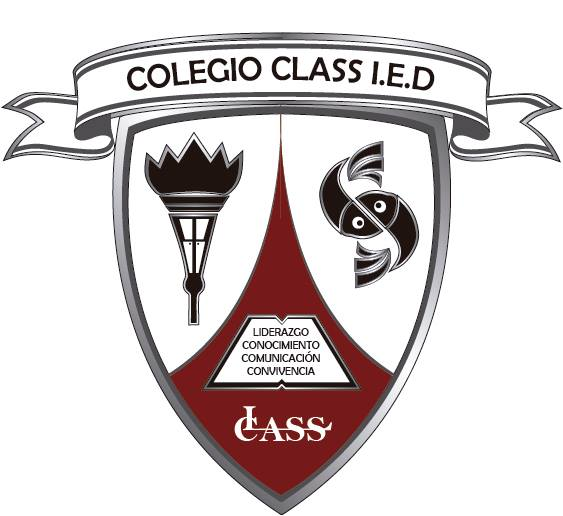 COLEGIO CLASS I.E.D
LIDERAZGO
CONOCIMIENTO
COMUNICACIÓN
CONVIVENCIA
CLASS